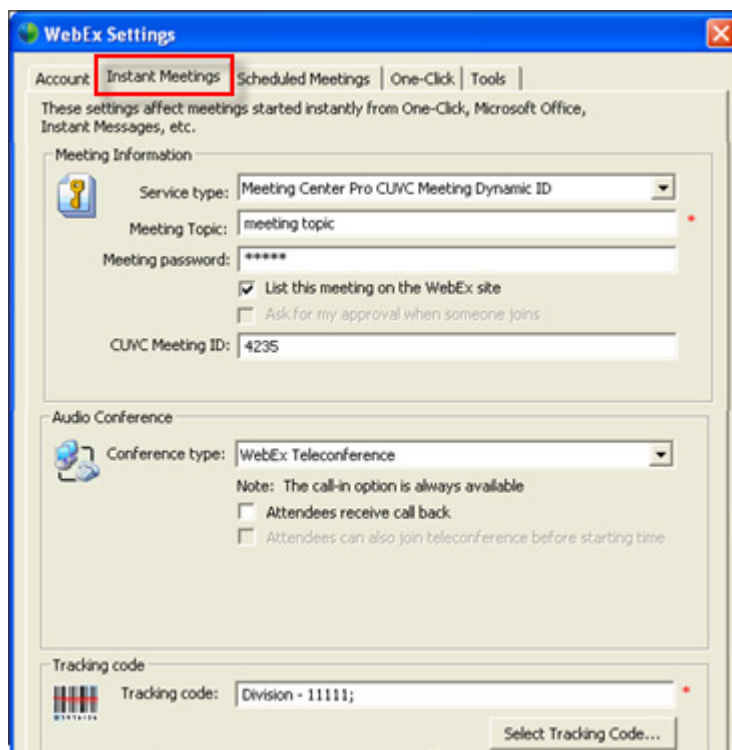 WebEx Settings
Account Instant Meetings Scheduled Meetings One-Click Tools
These settings affect meetings started instantly from One-Click, Microsoft Office,
Instant Messages, etc.
Meeting Information
Service type: Meeting Center Pro CUVC Meeting Dynamic ID
Meeting Topic: meeting topic *
Meeting password: *****
List this meeting on the WebEx site
Ask for my approval when someone joins
CUVC Meeting ID: 4235
Audio Conference
Conference type: WebEx Teleconference
Note: The call-in option is always available
Attendees receive call back
Attendees can also join teleconference before starting time
Tracking code
Tracking code: Division - 11111; *
Select Tracking Code...